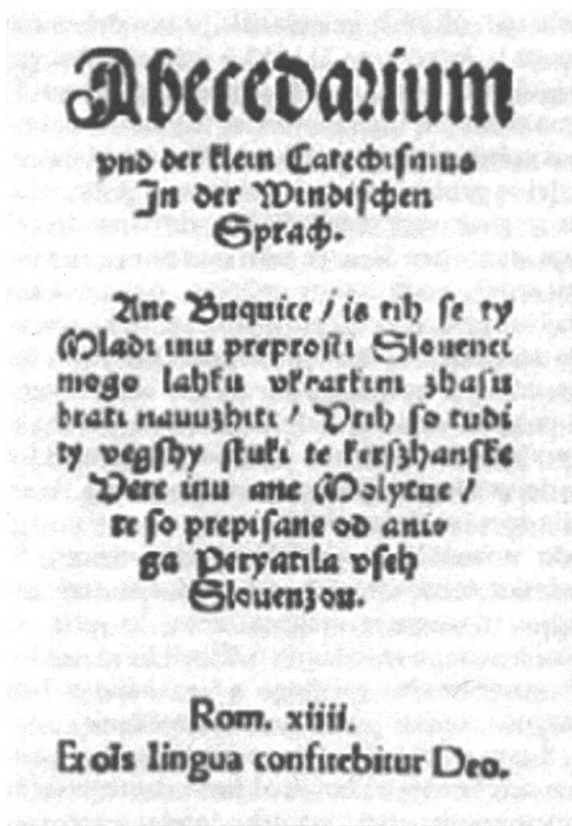 Abecedarium
vnd der klein Catechismus
In der Windischen
Sprach.
Ane Buquice / is tih se ty
Mladi inu preprosti Slouenci
mogo lahku vkratkim zhasu
brati nauuzhiti / Vtih so tudi
ty vegshy stuki te kerszhanske
Vere inu ane Molytue /
te so prepisane od anio
ga Peryatila vseh
Slouenzou.
Rom. xiiii.
Et oīs lingua confitebitur Deo.